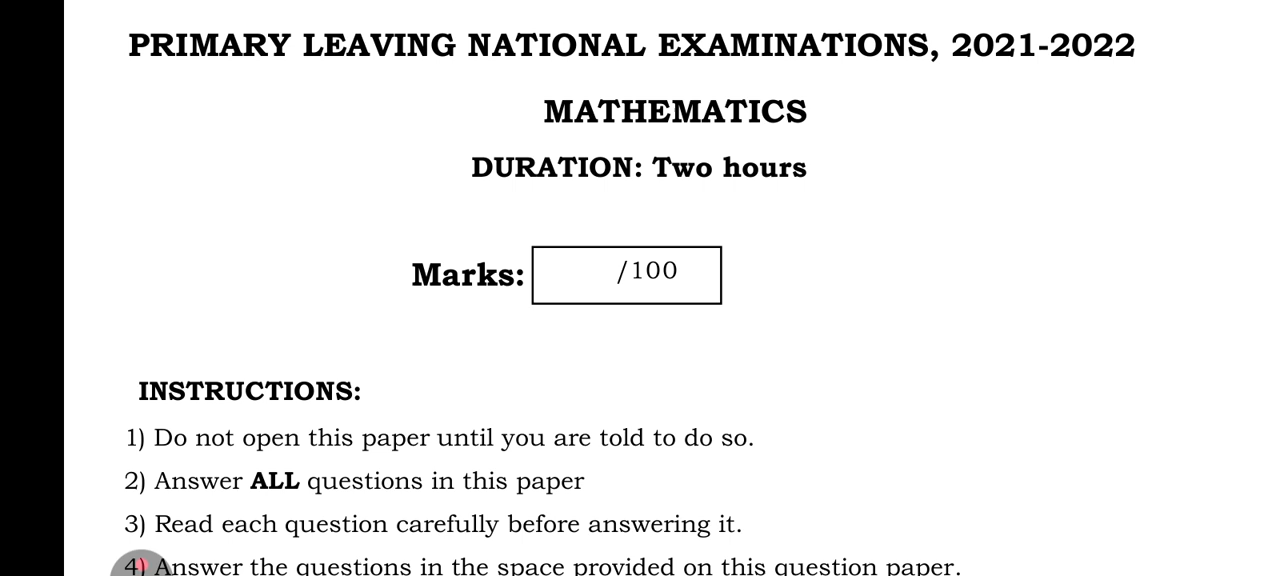 PRIMARY LEAVING NATIONAL EXAMINATIONS, 2021-2022
MATHEMATICS
DURATION: Two hours
Marks: /100
INSTRUCTIONS:
1) Do not open this paper until you are told to do so.
2) Answer ALL questions in this paper
3) Read each question carefully before answering it.
4) Answer the questions in the space provided on this question paper.